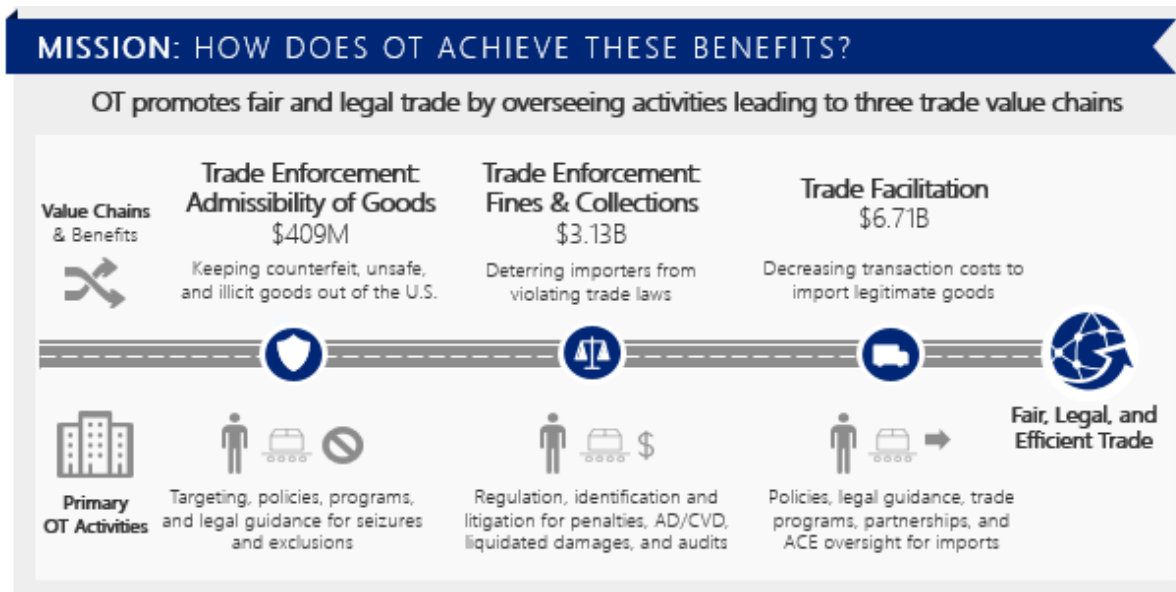 MISSION: HOW DOES OT ACHIEVE THESE BENEFITS?
OT promotes fair and legal trade by overseeing activities leading to three trade value chains
Value Chains
& Benefits
Trade Enforcement:
Admissibility of Goods
$409M
Keeping counterfeit, unsafe,
and illicit goods out of the U.S.
Trade Enforcement:
Fines & Collections
$3.13B
Deterring importers from
violating trade laws
Trade Facilitation
$6.71B
Decreasing transaction costs to
import legitimate goods
Fair, Legal, and
Efficient Trade
Primary
OT Activities
Targeting, policies, programs,
and legal guidance for seizures
and exclusions
$
Regulation, identification and
litigation for penalties, AD/CVD,
liquidated damages, and audits
Policies, legal guidance, trade
programs, partnerships, and
ACE oversight for imports